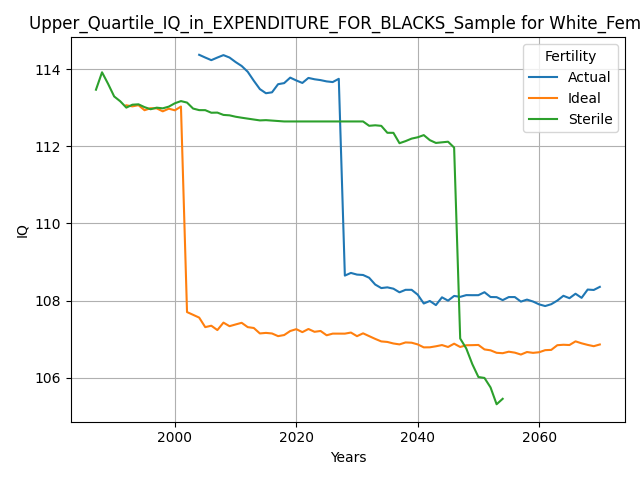 Upper_Quartile_IQ_in_EXPENDITURE_FOR_BLACKS_Sample for White_Fem
Fertility
Actual
Ideal
Sterile
114
112
110
108
106
IQ
2000
2020
2040
2060
Years